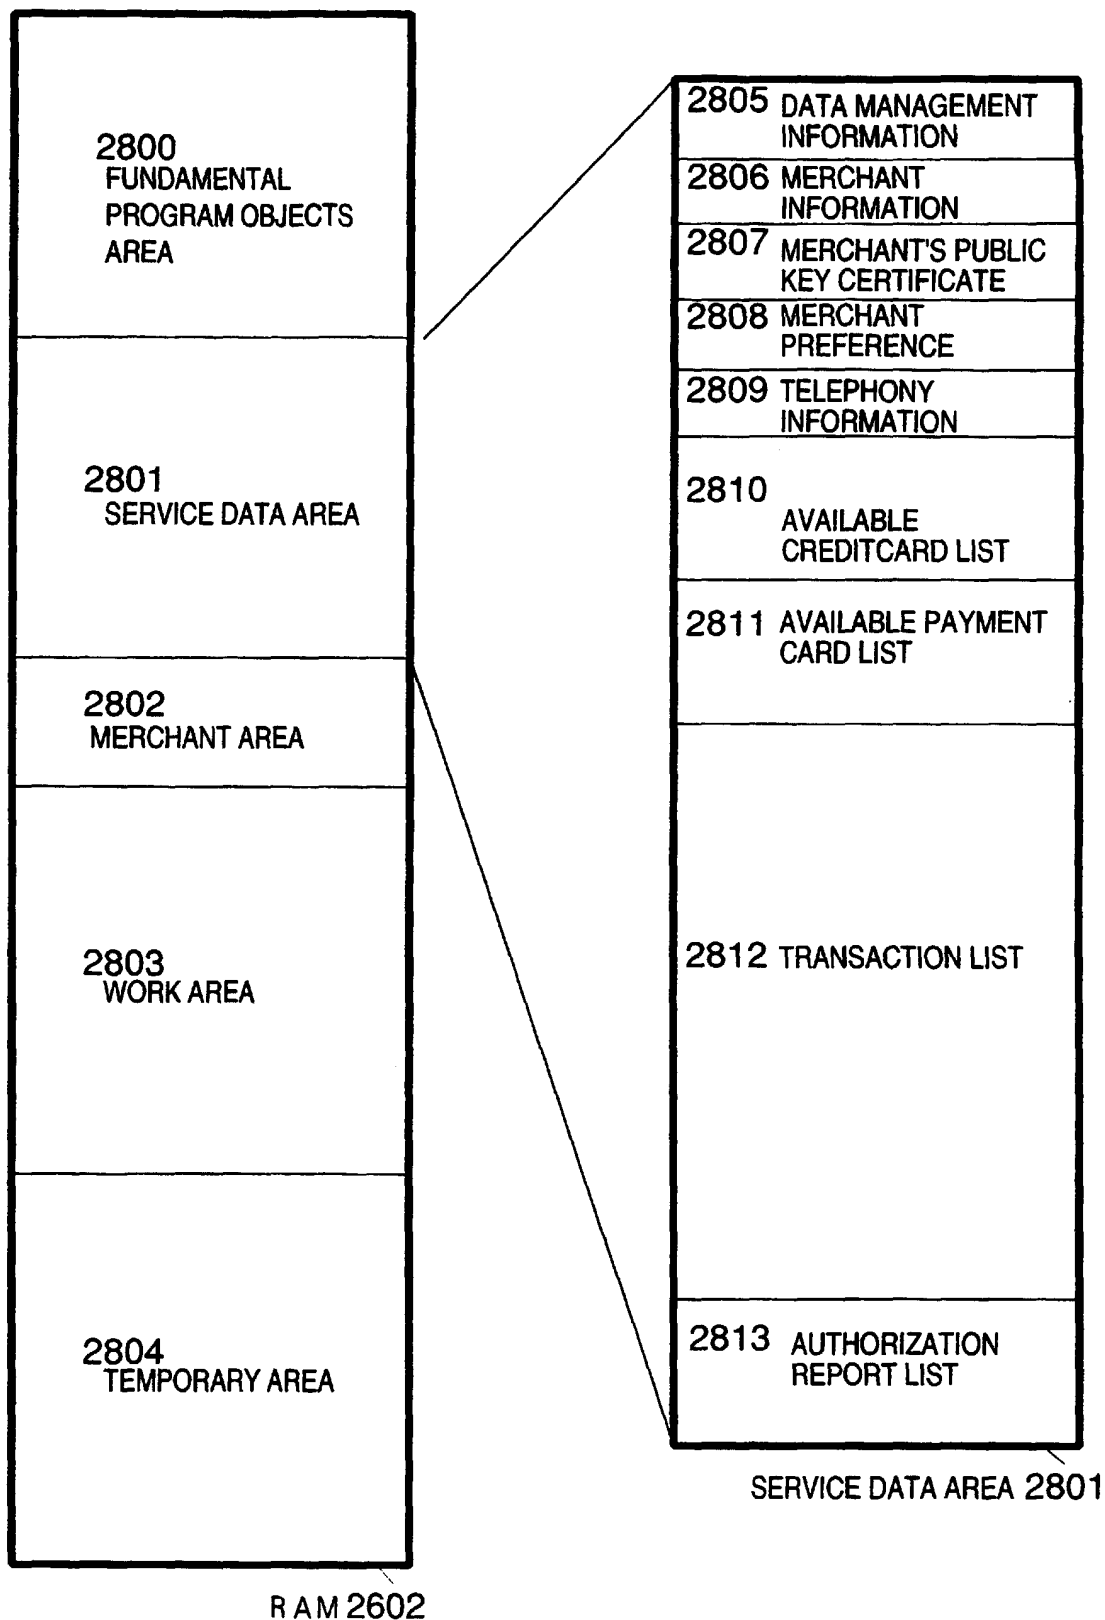 2800
FUNDAMENTAL
PROGRAM OBJECTS
AREA
2801
SERVICE DATA AREA
2802
MERCHANT AREA
2803
WORK AREA
2804
TEMPORARY AREA
RAM 2602
2805 DATA MANAGEMENT
INFORMATION
2806 MERCHANT
INFORMATION
2807 MERCHANT'S PUBLIC
KEY CERTIFICATE
2808 MERCHANT
PREFERENCE
2809 TELEPHONY
INFORMATION
2810
AVAILABLE
CREDITCARD LIST
2811 AVAILABLE PAYMENT
CARD LIST
2812 TRANSACTION LIST
2813 AUTHORIZATION
REPORT LIST
SERVICE DATA AREA 2801